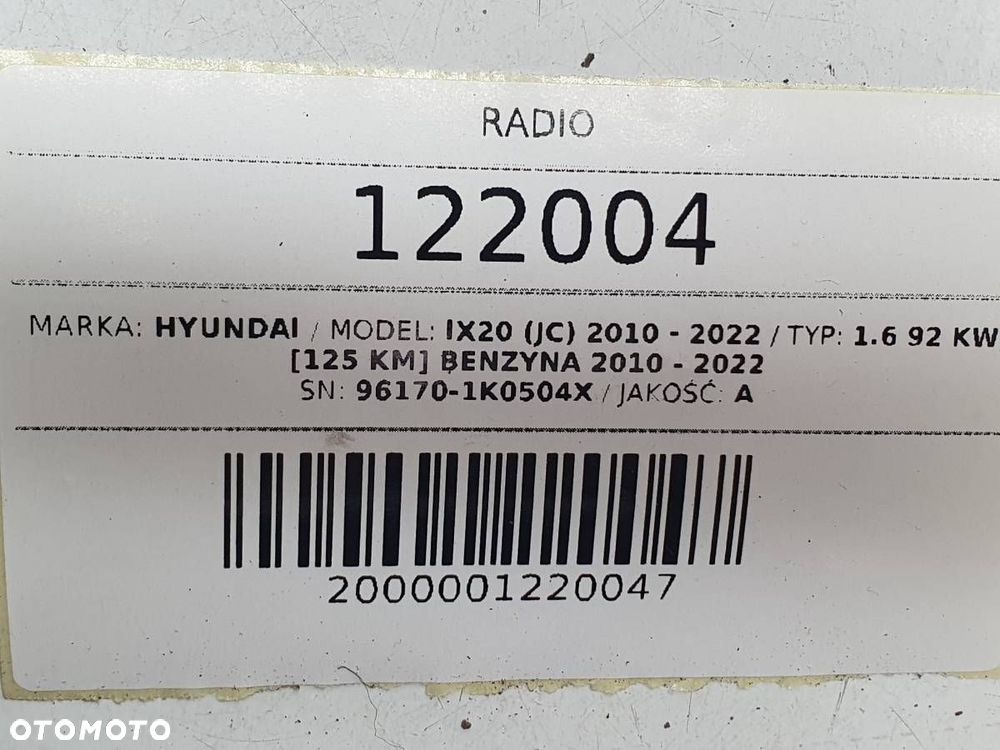 RADIO
122004
MARKA: HYUNDAI / MODEL: IX20 (JC) 2010 - 2022 / TYP: 1.6 92 KW
[125 KM] BENZYNA 2010 - 2022
SN: 96170-1K0504X / JAKOŚĆ: A
2000001220047
OTOMOTO